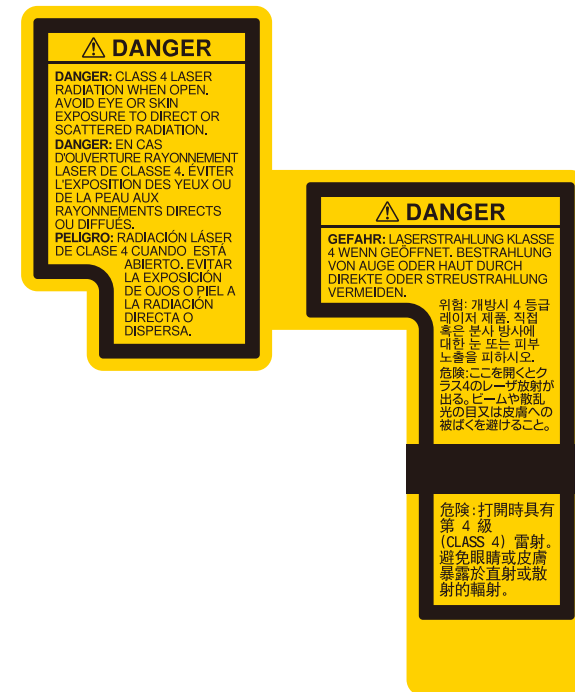 DANGER
DANGER: CLASS 4 LASER
RADIATION WHEN OPEN.
AVOID EYE OR SKIN
EXPOSURE TO DIRECT OR
SCATTERED RADIATION.
DANGER: EN CAS
D'OUVERTURE RAYONNEMENT
LASER DE CLASSE 4. ÉVITER
L'EXPOSITION DES YEUX OU
DE LA PEAU AUX
RAYONNEMENTS DIRECTS
OU DIFFUÉS.
PELÍGRO: RADIACIÓN LÁSER
DE CLASE 4 CUANDO ESTÁ
ABIERTO. EVITAR
LA EXPOSICIÓN
DE OJOS O PIEL A
LA RADIACIÓN
DIRECTA O
DISPERSA.
DANGER
GEFAHR: LASERSTRAHLUNG KLASSE
4 WENN GEÖFFNET. BESTRAHLUNG
VON AUGE ODER HAUT DURCH
DIREKTE ODER STREUSTRAHLUNG
VERMEIDEN.
위험: 개방시 4 등급
레이저 제품. 직접
혹은 분사 방사에
대한 눈 또는 피부
노출을 피하시오.
危険:ここを開くとク
ラス4のレーザ放射が
出る。ビームや散乱
光の目又は皮膚への
被ばくを避けること。
危険:打開時具有
第 4 級
(CLASS 4) 雷射。
避免眼睛或皮膚
暴露於直射或散
射的輻射。